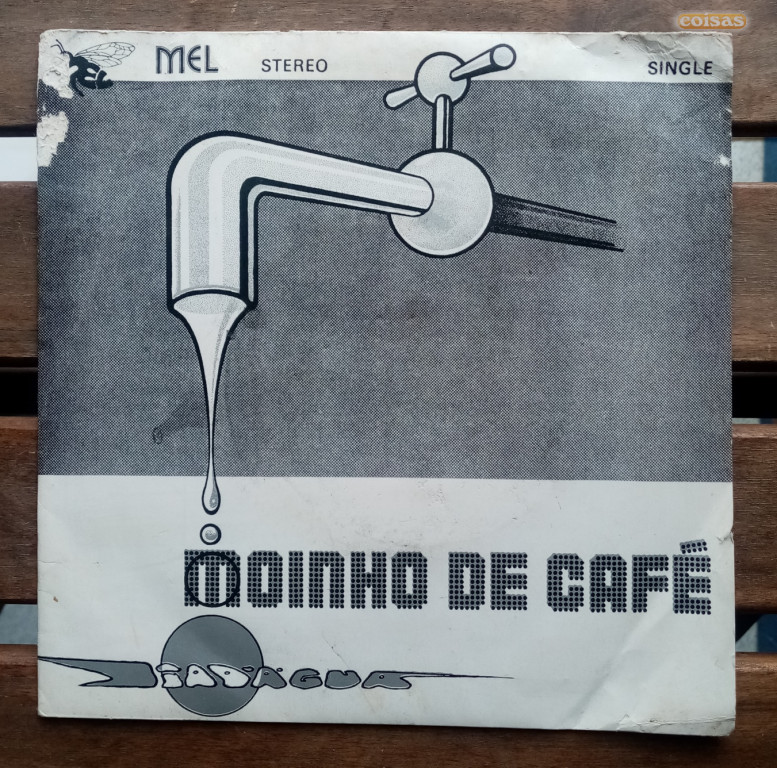 coisas
MEL STEREO SINGLE
MOINHO DE CAFÉ